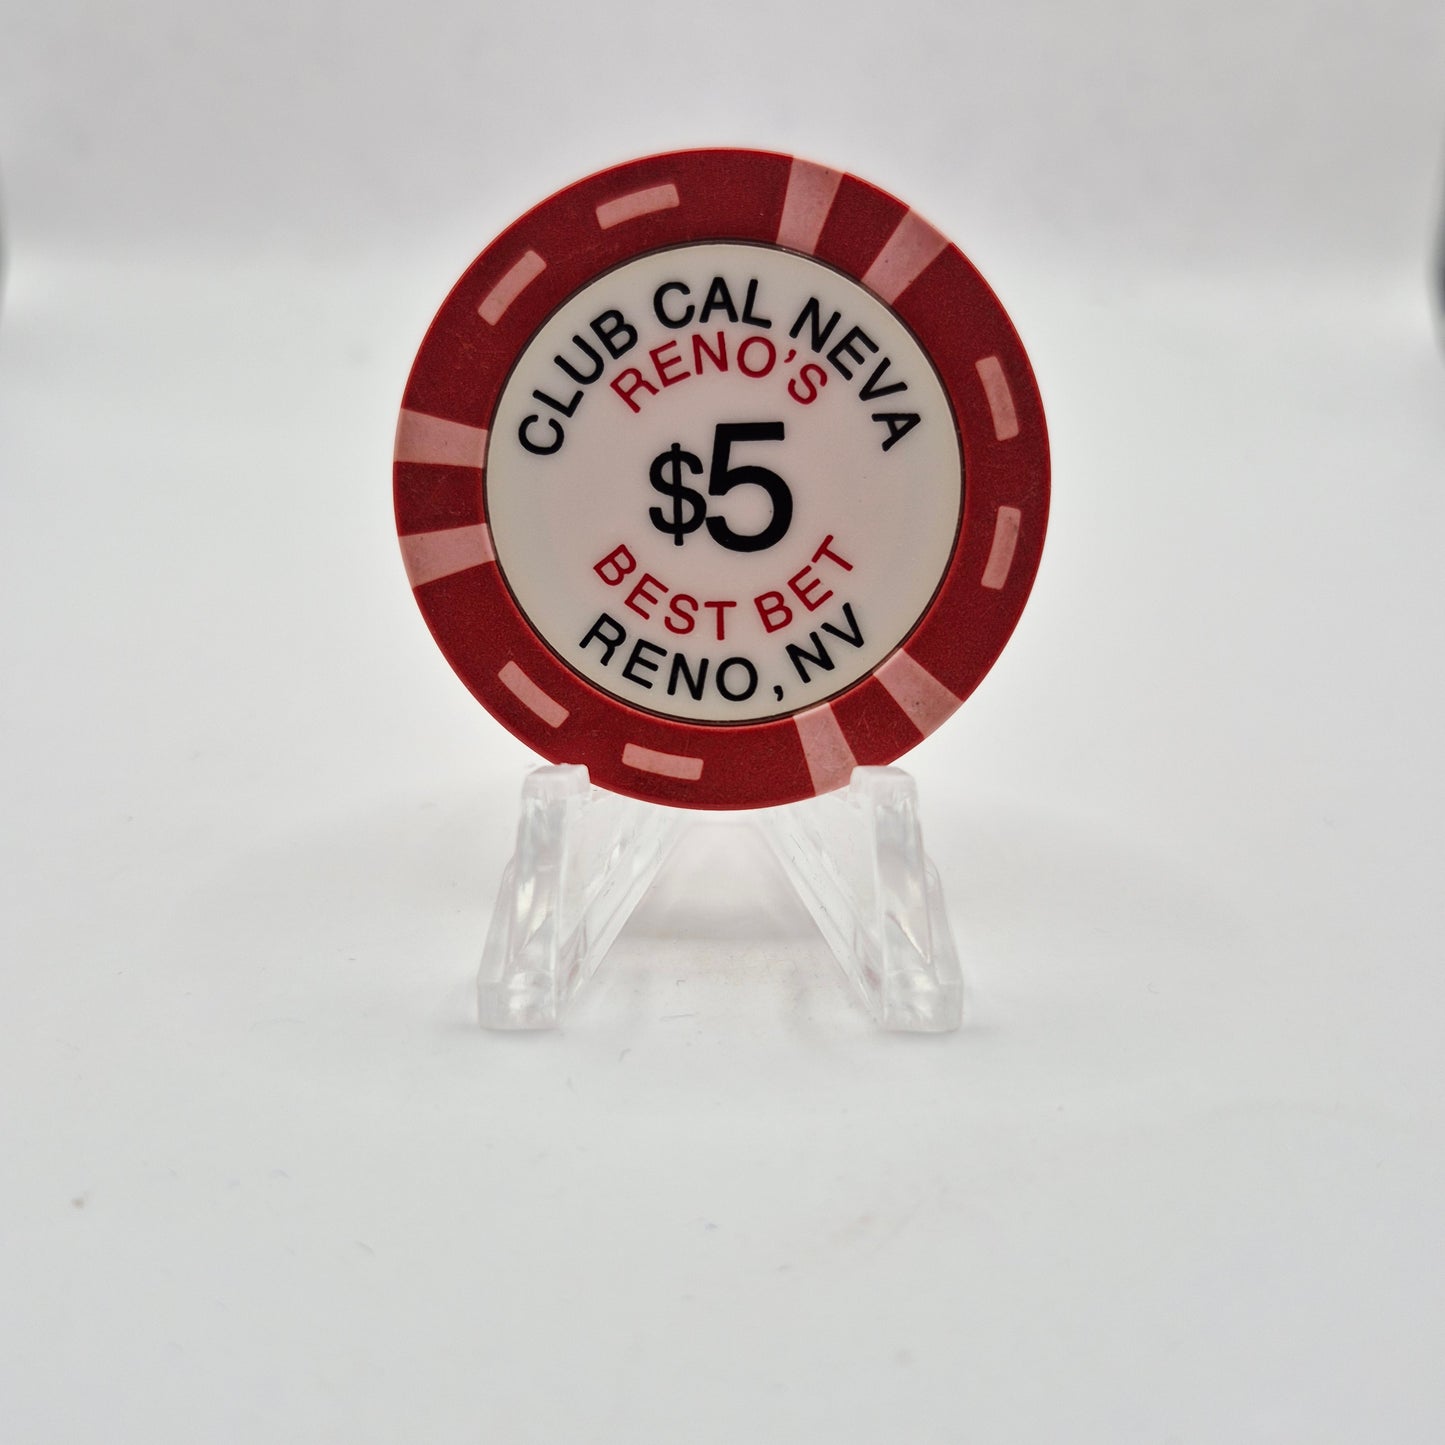 CLUB CAL NEVA
RENO'S
$5
BEST BET
RENO, NV